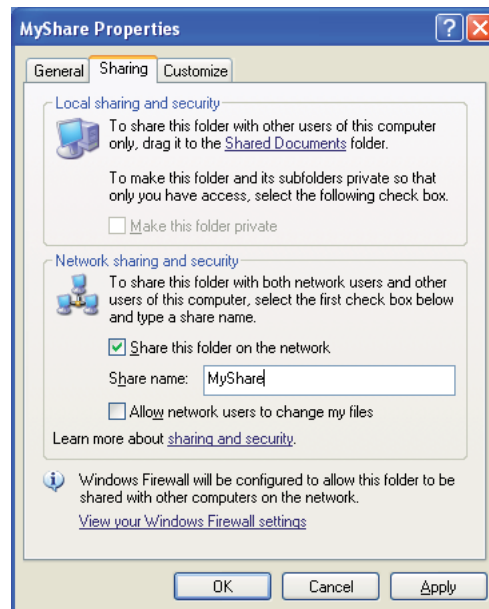 MyShare Properties
General Sharing Customize
Local sharing and security
To share this folder with other users of this computer
only, drag it to the Shared Documents folder.
To make this folder and its subfolders private so that
only you have access, select the following check box.
Make this folder private
Network sharing and security
To share this folder with both network users and other
users of this computer, select the first check box below
and type a share name.
Share this folder on the network
Share name: MyShare
Allow network users to change my files
Learn more about sharing and security.
Windows Firewall will be configured to allow this folder to be
shared with other computers on the network.
View your Windows Firewall settings
OK Cancel Apply